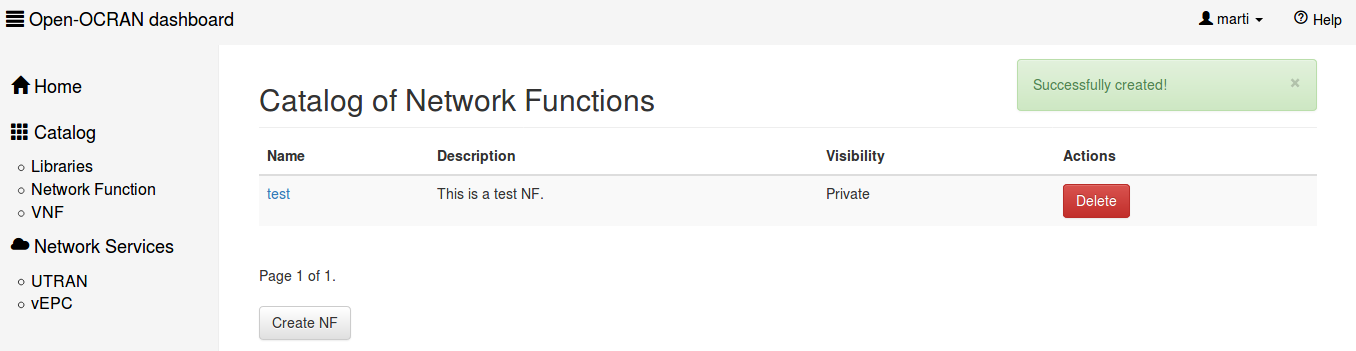 Open-OCRAN dashboard
marti
Help
Home
Catalog
Libraries
Network Function
VNF
Network Services
UTRAN
vEPC
Successfully created! ×
Catalog of Network Functions
Name Description Visibility Actions
test This is a test NF. Private Delete
Page 1 of 1.
Create NF